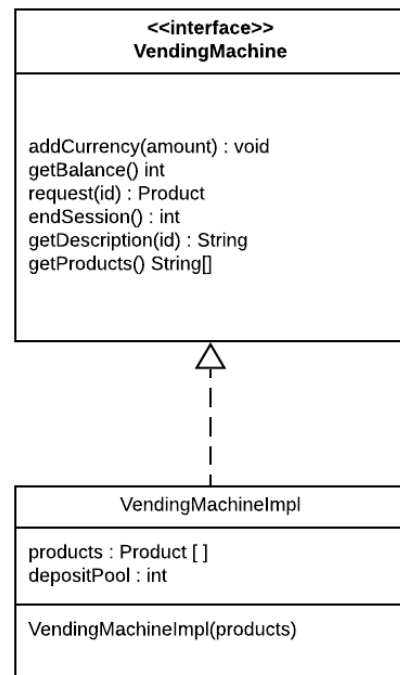 <<interface>>
VendingMachine
addCurrency(amount) : void
getBalance() int
request(id) : Product
endSession() : int
getDescription(id) : String
getProducts() String[]
VendingMachineImpl
products : Product [ ]
depositPool : int
VendingMachineImpl(products)